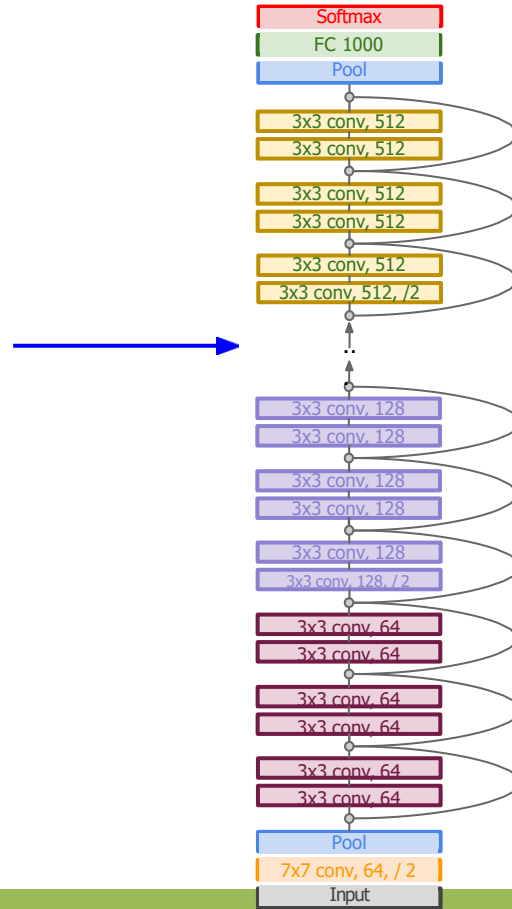 Softmax
FC 1000
Pool
3x3 conv, 512
3x3 conv, 512
3x3 conv, 512
3x3 conv, 512
3x3 conv, 512
3x3 conv, 512, /2
..
.
3x3 conv, 128
3x3 conv, 128
3x3 conv, 128
3x3 conv, 128
3x3 conv, 128
3x3 conv, 128, / 2
3x3 conv, 64
3x3 conv, 64
3x3 conv, 64
3x3 conv, 64
3x3 conv, 64
3x3 conv, 64
Pool
7x7 conv, 64, / 2
Input